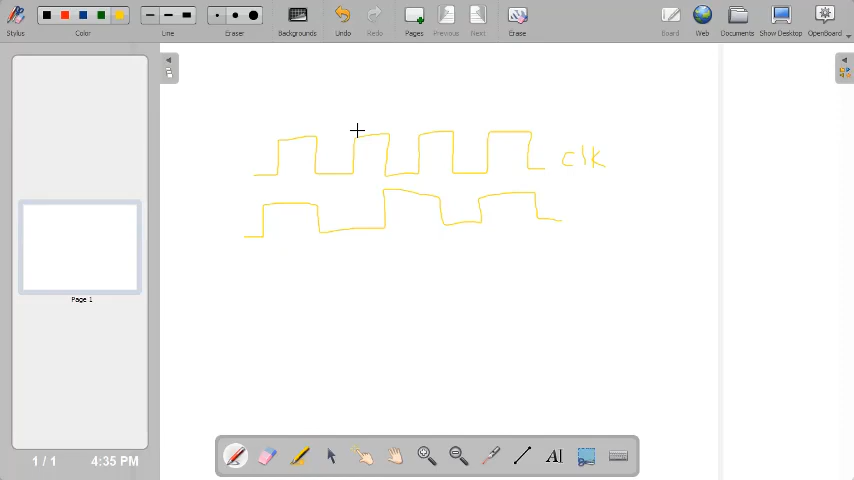 Stylus Color Line Eraser Backgrounds Undo Redo Pages Previous Next Erase Board Web Documents Show Desktop OpenBoard
clk
Page 1
1 / 1 4:35 PM
AI